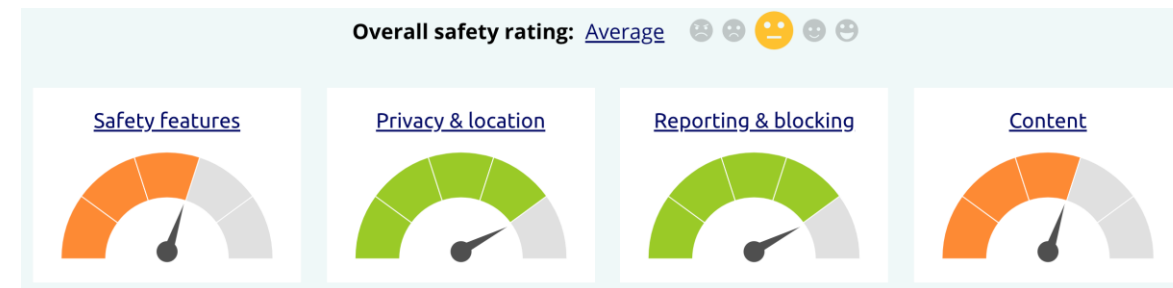 Overall safety rating: Average
Safety features
Privacy & location
Reporting & blocking
Content